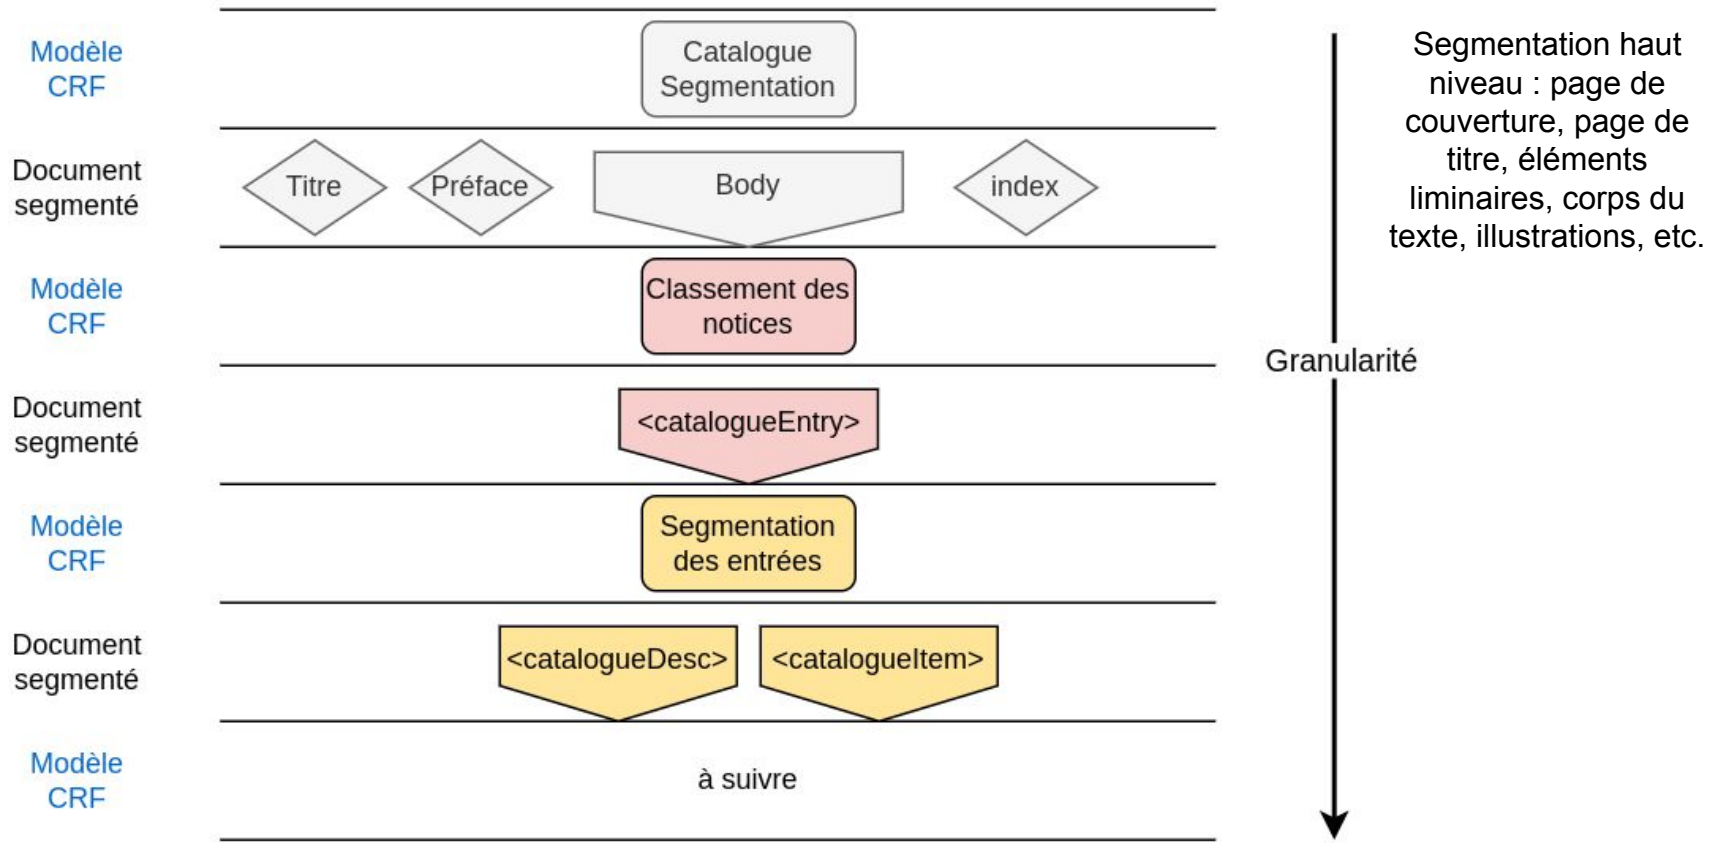 Modèle
CRF
Catalogue
Segmentation
Segmentation haut
niveau : page de
couverture, page de
titre, éléments
liminaires, corps du
texte, illustrations, etc.
Document
segmenté
Titre
Préface
Body
index
Modèle
CRF
Classement des
notices
Granularité
Document
segmenté
<catalogueEntry>
Modèle
CRF
Segmentation
des entrées
Document
segmenté
<catalogueDesc>
<catalogueItem>
Modèle
CRF
à suivre